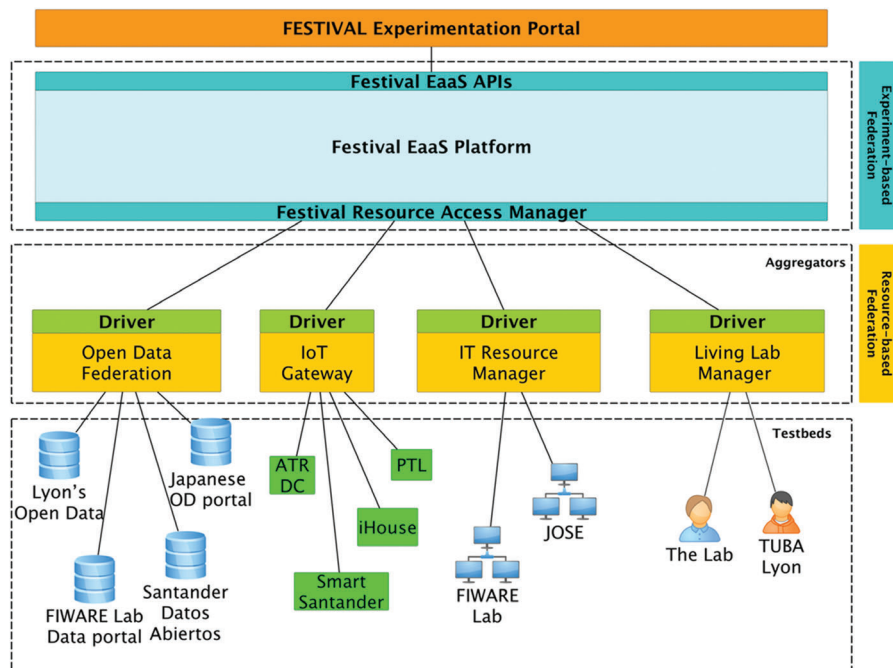 FESTIVAL Experimentation Portal
Festival EaaS APIs
Festival EaaS Platform
Festival Resource Access Manager
Experiment-based
Federation
Aggregators
Resource-based
Federation
Driver
Open Data
Federation
Driver
IoT
Gateway
Driver
IT Resource
Manager
Driver
Living Lab
Manager
Testbeds
Lyon's
Open Data
Japanese
OD portal
FIWARE Lab
Data portal
Santander
Datos
Abiertos
ATR
DC
PTL
iHouse
Smart
Santander
JOSE
FIWARE
Lab
The Lab
TUBA
Lyon